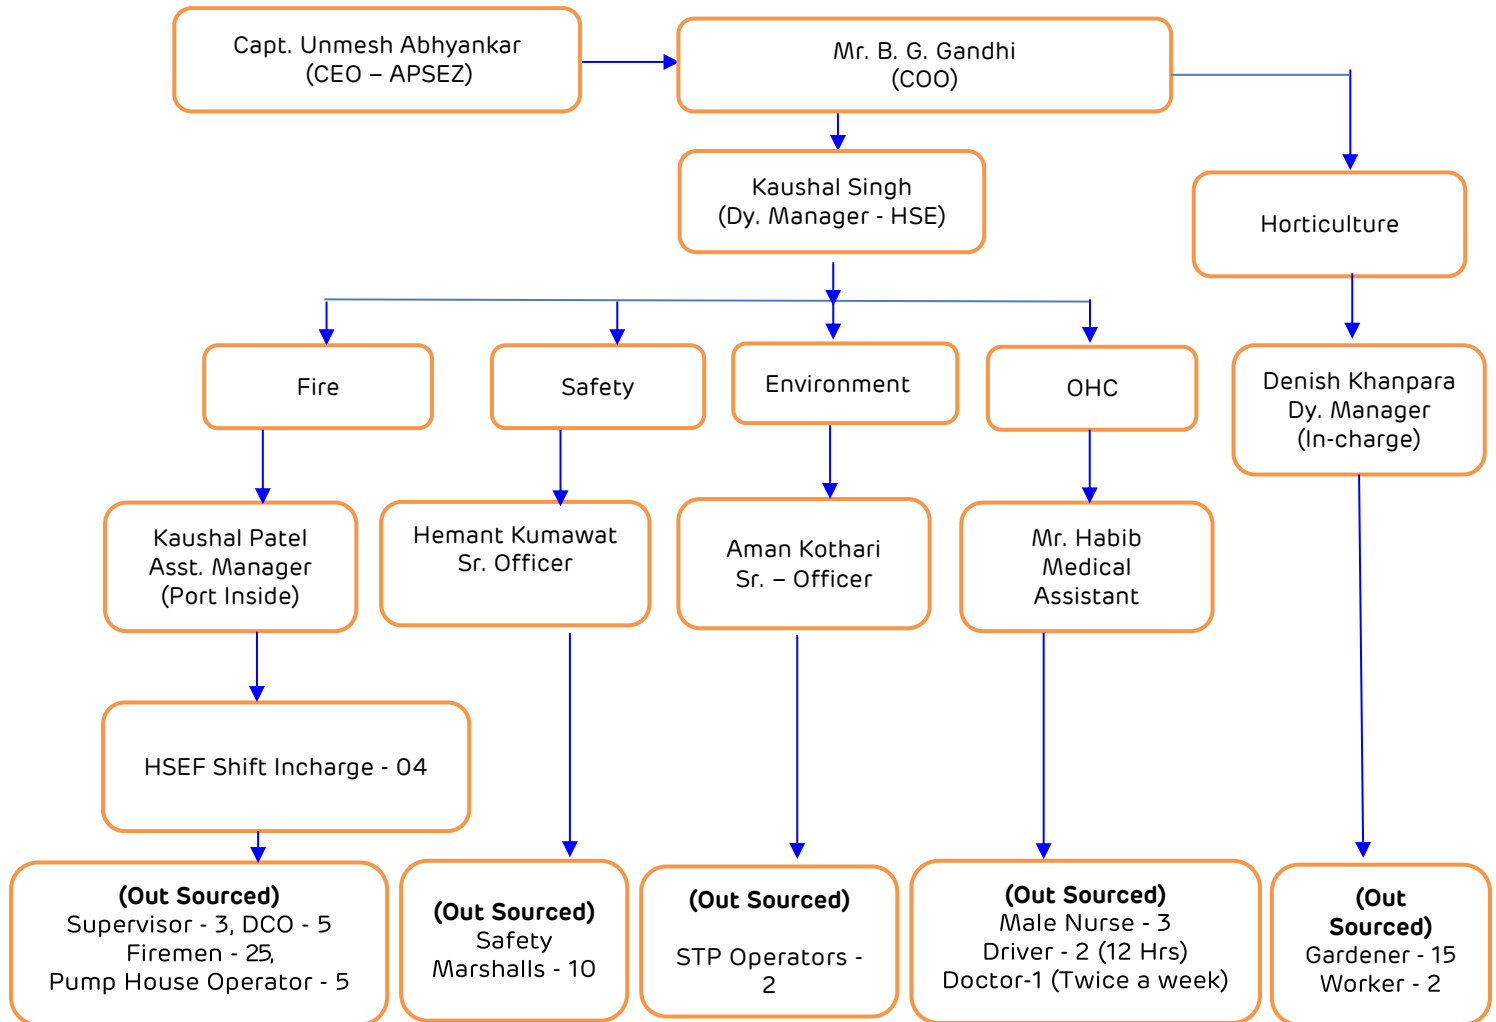 Capt. Unmesh Abhyankar
(CEO – APSEZ)
Mr. B. G. Gandhi
(COO)
Kaushal Singh
(Dy. Manager - HSE)
Horticulture
Fire
Safety
Environment
OHC
Denish Khanpara
Dy. Manager
(In-charge)
Kaushal Patel
Asst. Manager
(Port Inside)
Hemant Kumawat
Sr. Officer
Aman Kothari
Sr. – Officer
Mr. Habib
Medical
Assistant
HSEF Shift Incharge - 04
(Out Sourced)
Supervisor - 3, DCO - 5
Firemen - 25,
Pump House Operator - 5
(Out Sourced)
Safety
Marshalls - 10
(Out Sourced)
STP Operators -
2
(Out Sourced)
Male Nurse - 3
Driver - 2 (12 Hrs)
Doctor-1 (Twice a week)
(Out
Sourced)
Gardener - 15
Worker - 2